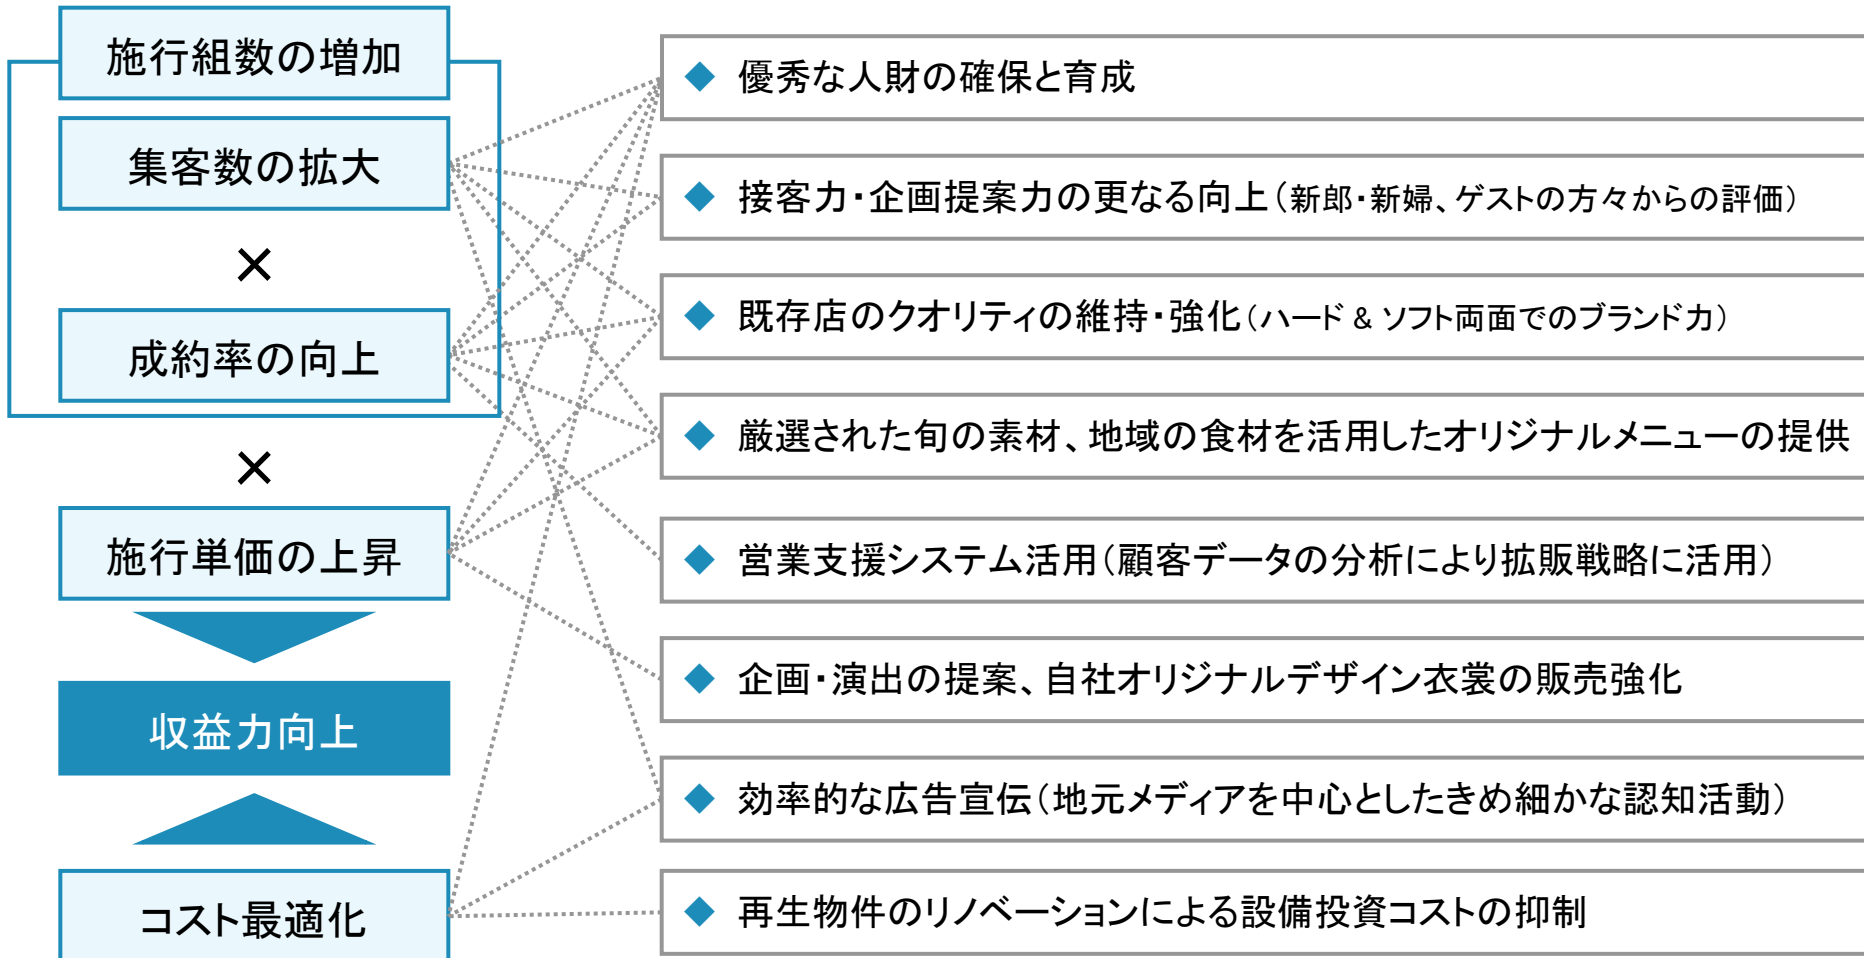 施行組数の増加
集客数の拡大
×
成約率の向上
×
施行単価の上昇
収益力向上
コスト最適化
◆ 優秀な人財の確保と育成
◆ 接客力・企画提案力の更なる向上（新郎・新婦、ゲストの方々からの評価）
◆ 既存店のクオリティの維持・強化（ハード & ソフト両面でのブランド力）
◆ 厳選された旬の素材、地域の食材を活用したオリジナルメニューの提供
◆ 営業支援システム活用（顧客データの分析により拡販戦略に活用）
◆ 企画・演出の提案、自社オリジナルデザイン衣裳の販売強化
◆ 効率的な広告宣伝（地元メディアを中心としたきめ細かな認知活動）
◆ 再生物件のリノベーションによる設備投資コストの抑制